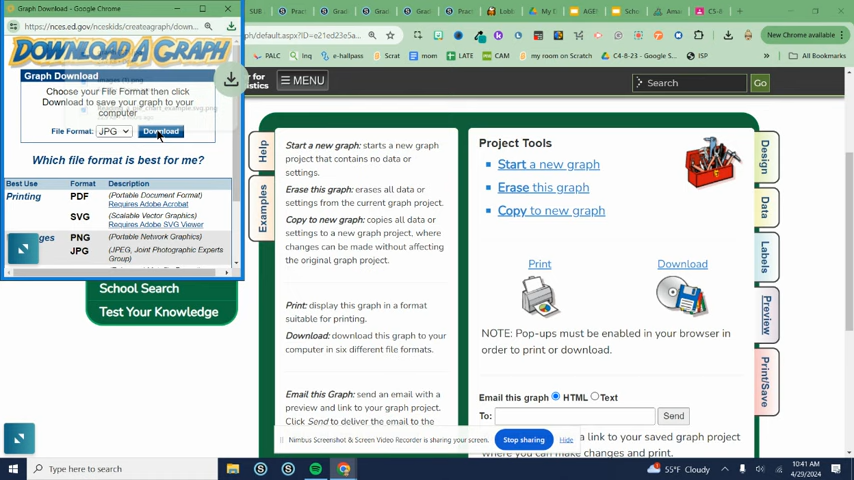 Graph Download - Google Chrome
https://nces.ed.gov/nceskids/createagraph/down...
DOWNLOAD A GRAPH
Graph Download
Choose your File Format then click
Download to save your graph to your
computer
File Format: JPG Download
Which file format is best for me?
Best Use Format Description
Printing PDF (Portable Document Format)
Requires Adobe Acrobat
SVG (Scalable Vector Graphics)
Requires Adobe SVG Viewer
ges PNG (Portable Network Graphics)
JPG (JPEG, Joint Photographic Experts
Group)
School Search
Test Your Knowledge
SUB
New Chrome available
PALC IC e-hallpass Scrat mom LATE CAM my room on Scratch C4-8-23 - Google S... ISP All Bookmarks
MENU
Search Go
Help
Examples
Start a new graph: starts a new
graph project that contains no data or
settings.
Erase this graph: erases all data or
settings from the current graph project.
Copy to new graph: copies all data or
settings to a new graph project, where
changes can be made without affecting
the original graph project.
Print: display this graph in a format
suitable for printing.
Download: download this graph to your
computer in six different file formats.
Email this Graph: send an email with a
preview and link to your graph project.
Click Send to deliver the email to the
Project Tools
Start a new graph
Erase this graph
Copy to new graph
Print Download
NOTE: Pop-ups must be enabled in your browser in
order to print or download.
Email this graph HTML Text
To: Send
a link to your saved graph project
where you can make changes and print.
Design
Data
Labels
Preview
Print/Save
Nimbus Screenshot & Screen Video Recorder is sharing your screen. Stop sharing Hide
Type here to search
55°F Cloudy
10:41 AM
4/29/2024